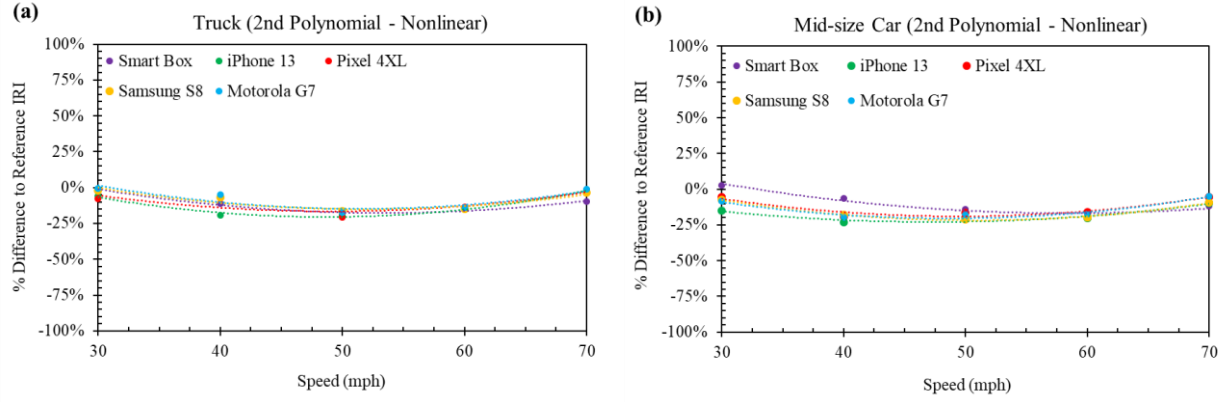 (a)
Truck (2nd Polynomial - Nonlinear)
% Difference to Reference IRI
100%
75%
50%
25%
0%
-25%
-50%
-75%
-100%
Smart Box iPhone 13 Pixel 4XL
Samsung S8 Motorola G7
30 40 50 60 70
Speed (mph)
(b)
Mid-size Car (2nd Polynomial - Nonlinear)
% Difference to Reference IRI
100%
75%
50%
25%
0%
-25%
-50%
-75%
-100%
Smart Box iPhone 13 Pixel 4XL
Samsung S8 Motorola G7
30 40 50 60 70
Speed (mph)